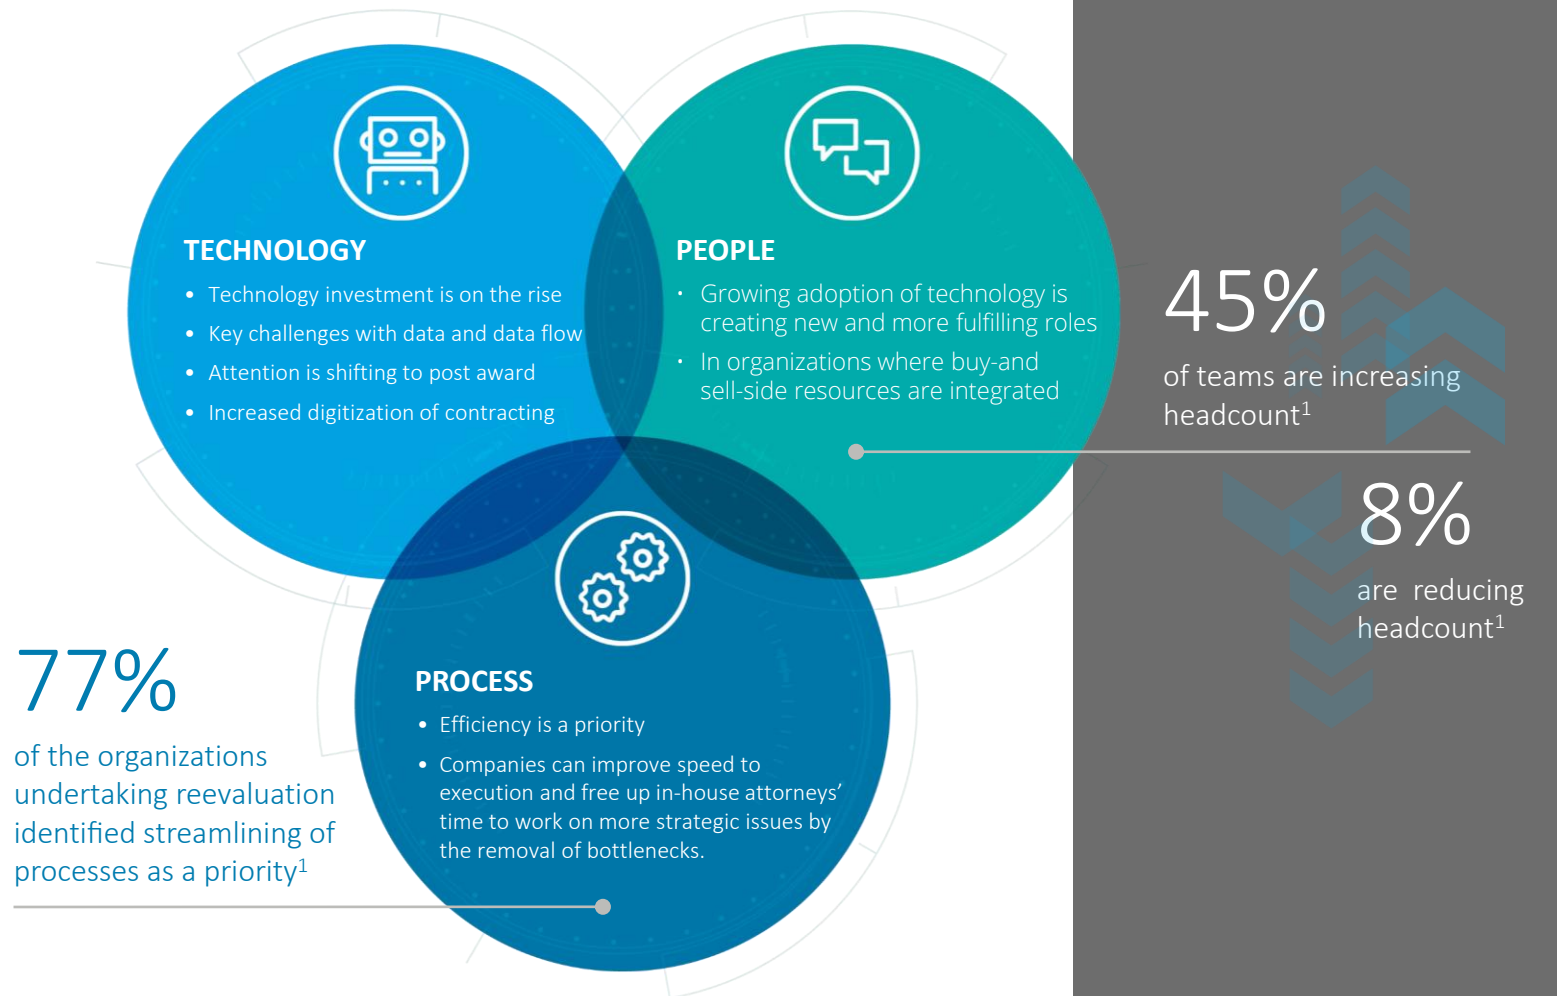 TECHNOLOGY
• Technology investment is on the rise
• Key challenges with data and data flow
• Attention is shifting to post award
• Increased digitization of contracting
PEOPLE
• Growing adoption of technology is
creating new and more fulfilling roles
• In organizations where buy-and
sell-side resources are integrated
45%
of teams are increasing
headcount¹
8%
are reducing
headcount¹
PROCESS
• Efficiency is a priority
• Companies can improve speed to
execution and free up in-house attorneys’
time to work on more strategic issues by
the removal of bottlenecks.
77%
of the organizations
undertaking reevaluation
identified streamlining of
processes as a priority¹